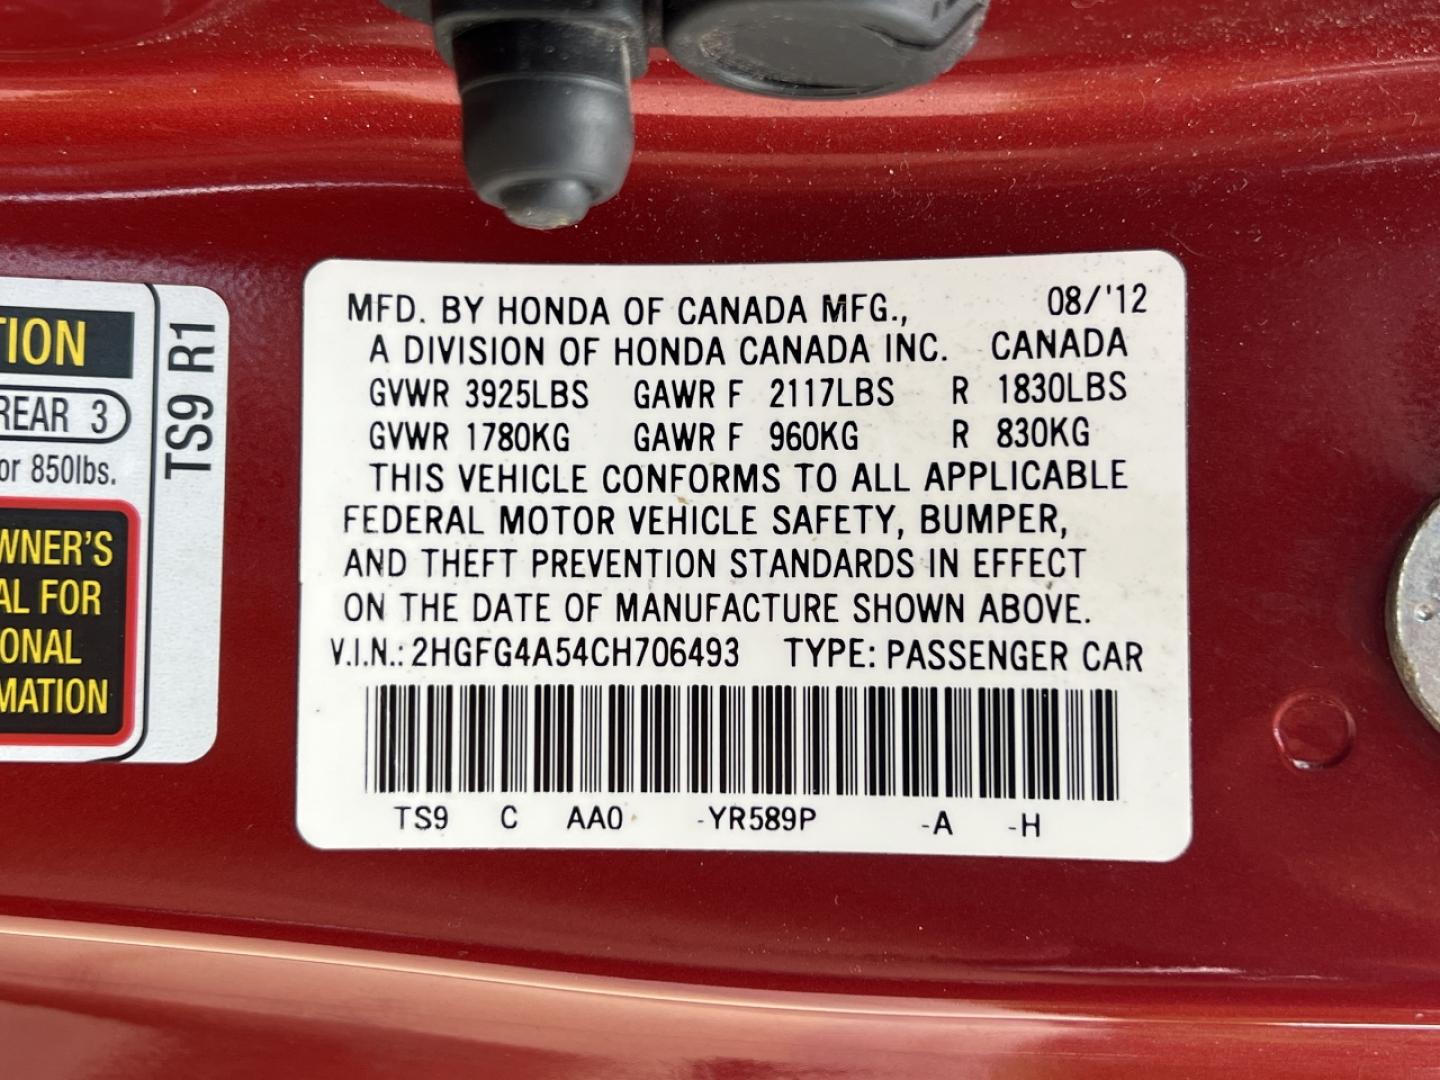 TION
REAR 3
or 850lbs.
WNER'S
AL FOR
ONAL
MATION
TS9 R1
MFD. BY HONDA OF CANADA MFG., 08/'12
A DIVISION OF HONDA CANADA INC. CANADA
GVWR 3925LBS GAWR F 2117LBS R 1830LBS
GVWR 1780KG GAWR F 960KG R 830KG
THIS VEHICLE CONFORMS TO ALL APPLICABLE
FEDERAL MOTOR VEHICLE SAFETY, BUMPER,
AND THEFT PREVENTION STANDARDS IN EFFECT
ON THE DATE OF MANUFACTURE SHOWN ABOVE.
V.I.N.: 2HGFG4A54CH706493 TYPE: PASSENGER CAR
TS9 C AA0 -YR589P -A -H